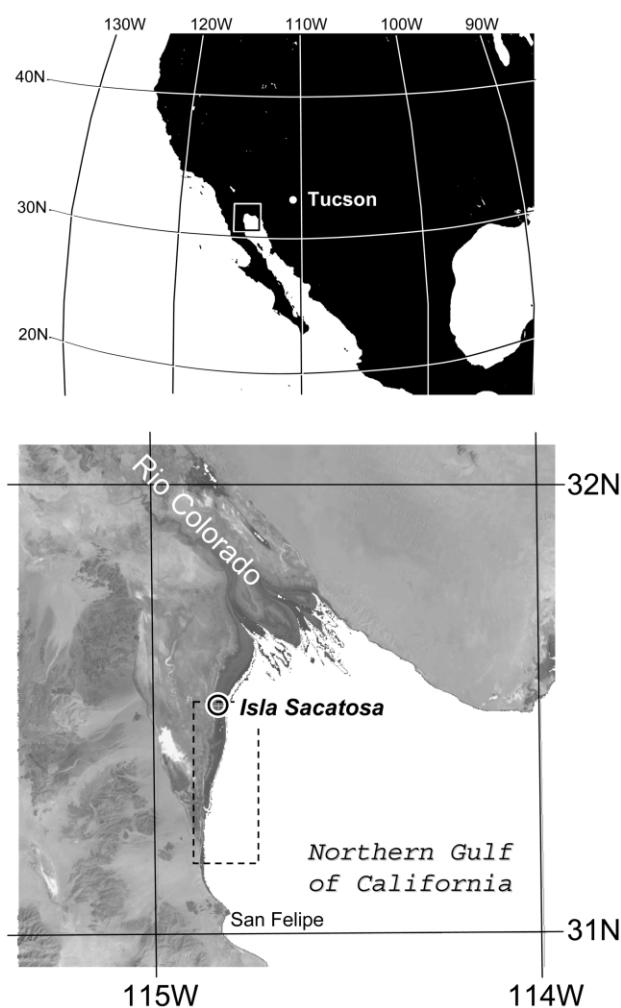 130W
120W
110W
100W
90W
40N
30N
20N
Tucson
Rio Colorado
32N
Isla Sacatosa
Northern Gulf
of California
San Felipe
31N
115W
114W